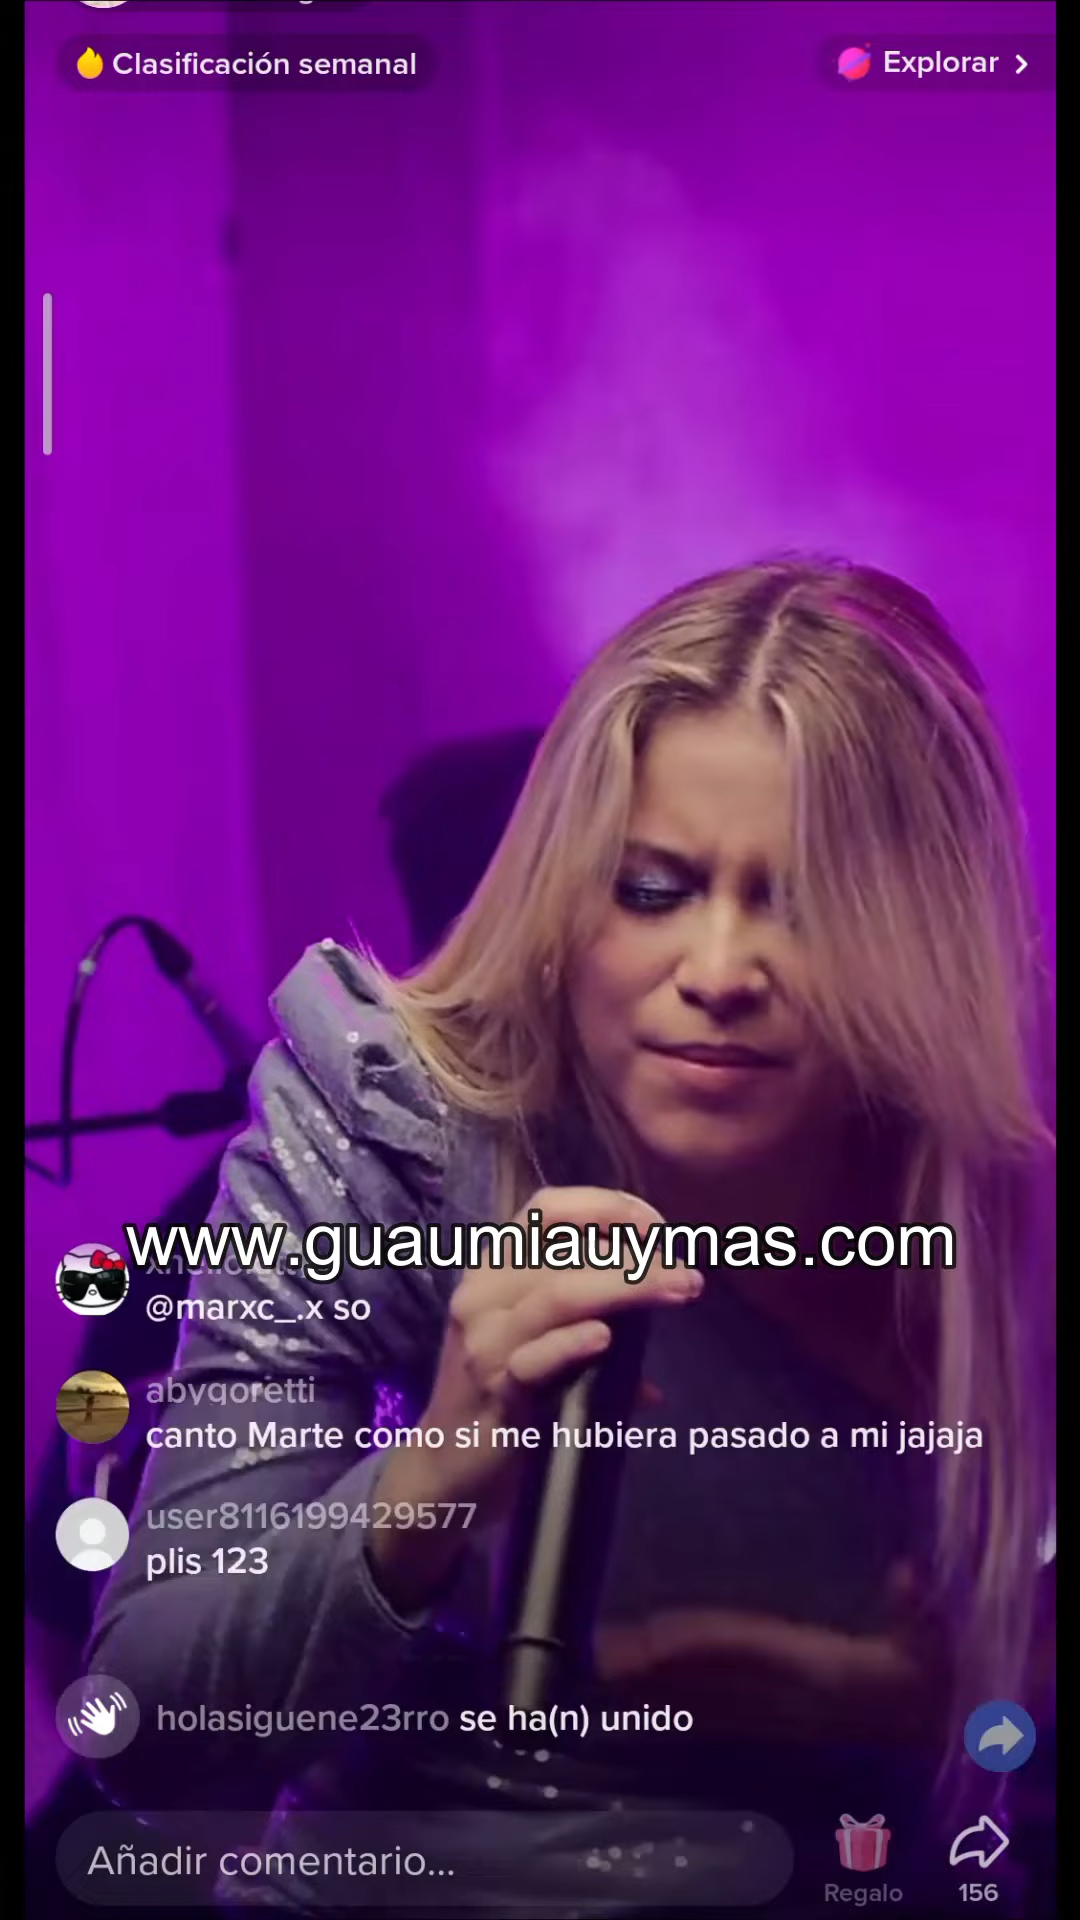 Clasificación semanal
Explorar
www.guaumiauymas.com
@marxc_.x so
abygoretti
canto Marte como si me hubiera pasado a mi jajaja
user8116199429577
plis 123
holasiguene23rro se ha(n) unido
Añadir comentario...
Regalo
156